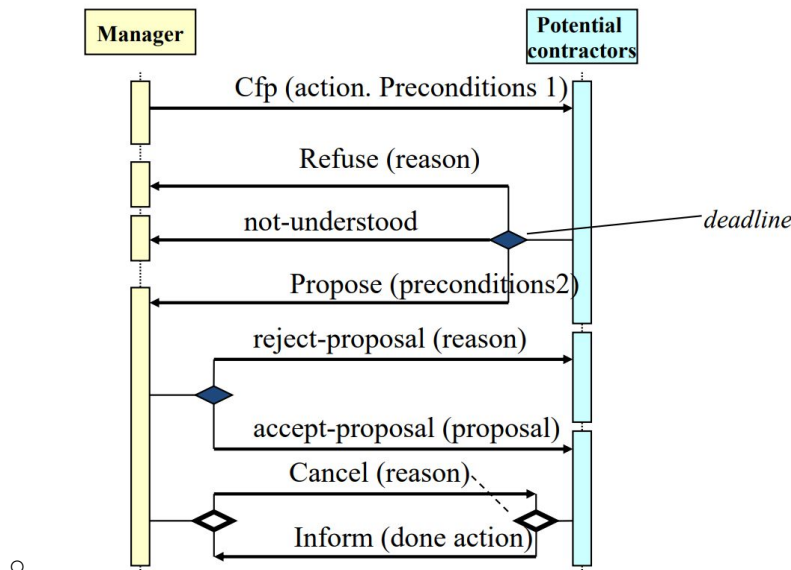 Manager
Potential
contractors
Cfp (action. Preconditions 1)
Refuse (reason)
not-understood
deadline
Propose (preconditions2)
reject-proposal (reason)
accept-proposal (proposal)
Cancel (reason)
Inform (done action)